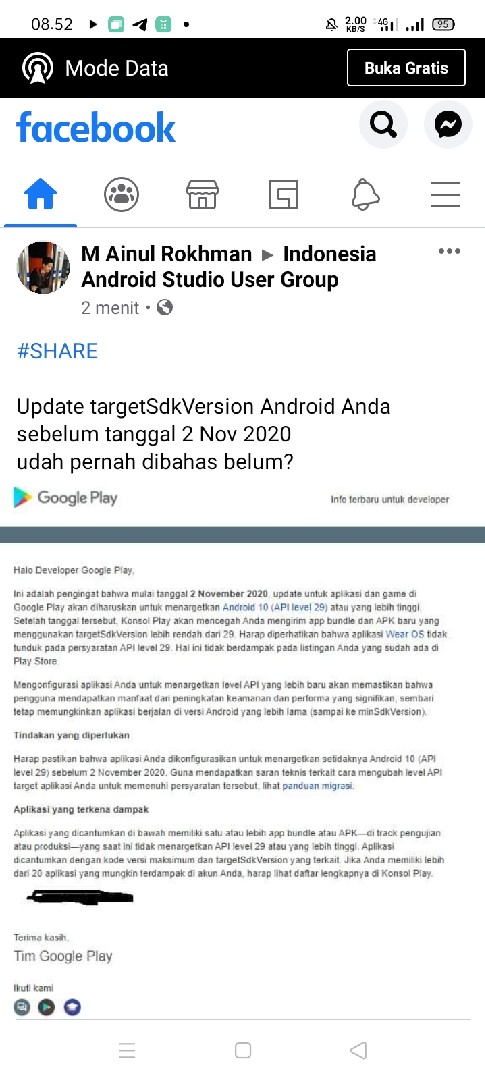 08.52
2.00
KB/S
4G
95
Mode Data
Buka Gratis
facebook
M Ainul Rokhman ▸ Indonesia
Android Studio User Group
2 menit ·
#SHARE
Update targetSdkVersion Android Anda
sebelum tanggal 2 Nov 2020
udah pernah dibahas belum?
Google Play
Info terbaru untuk developer
Halo Developer Google Play,
Ini adalah pengingat bahwa mulai tanggal 2 November 2020, update untuk aplikasi dan game di
Google Play akan diharuskan untuk menargetkan Android 10 (API level 29) atau yang lebih tinggi.
Setelah tanggal tersebut, Konsol Play akan mencegah Anda mengirim app bundle dan APK baru yang
menggunakan targetSdkVersion lebih rendah dari 29. Harap diperhatikan bahwa aplikasi Wear OS tidak
tunduk pada persyaratan API level 29. Hal ini tidak berdampak pada listingan Anda yang sudah ada di
Play Store.
Mengonfigurasi aplikasi Anda untuk menargetkan level API yang lebih baru akan memastikan bahwa
pengguna mendapatkan manfaat dari peningkatan keamanan dan performa yang signifikan, sembari
tetap memungkinkan aplikasi berjalan di versi Android yang lebih lama (sampai ke minSdkVersion).
Tindakan yang diperlukan
Harap pastikan bahwa aplikasi Anda dikonfigurasikan untuk menargetkan setidaknya Android 10 (API
level 29) sebelum 2 November 2020. Guna mendapatkan saran teknis terkait cara mengubah level API
target aplikasi Anda untuk memenuhi persyaratan tersebut, lihat panduan migrasi.
Aplikasi yang terkena dampak
Aplikasi yang dicantumkan di bawah memiliki satu atau lebih app bundle atau APK—di track pengujian
atau produksi—yang saat ini tidak menargetkan API level 29 atau yang lebih tinggi. Aplikasi
dicantumkan dengan kode versi maksimum dan targetSdkVersion yang terkait. Jika Anda memiliki lebih
dari 20 aplikasi yang mungkin terdampak di akun Anda, harap lihat daftar lengkapnya di Konsol Play.
Terima kasih,
Tim Google Play
Ikuti kami